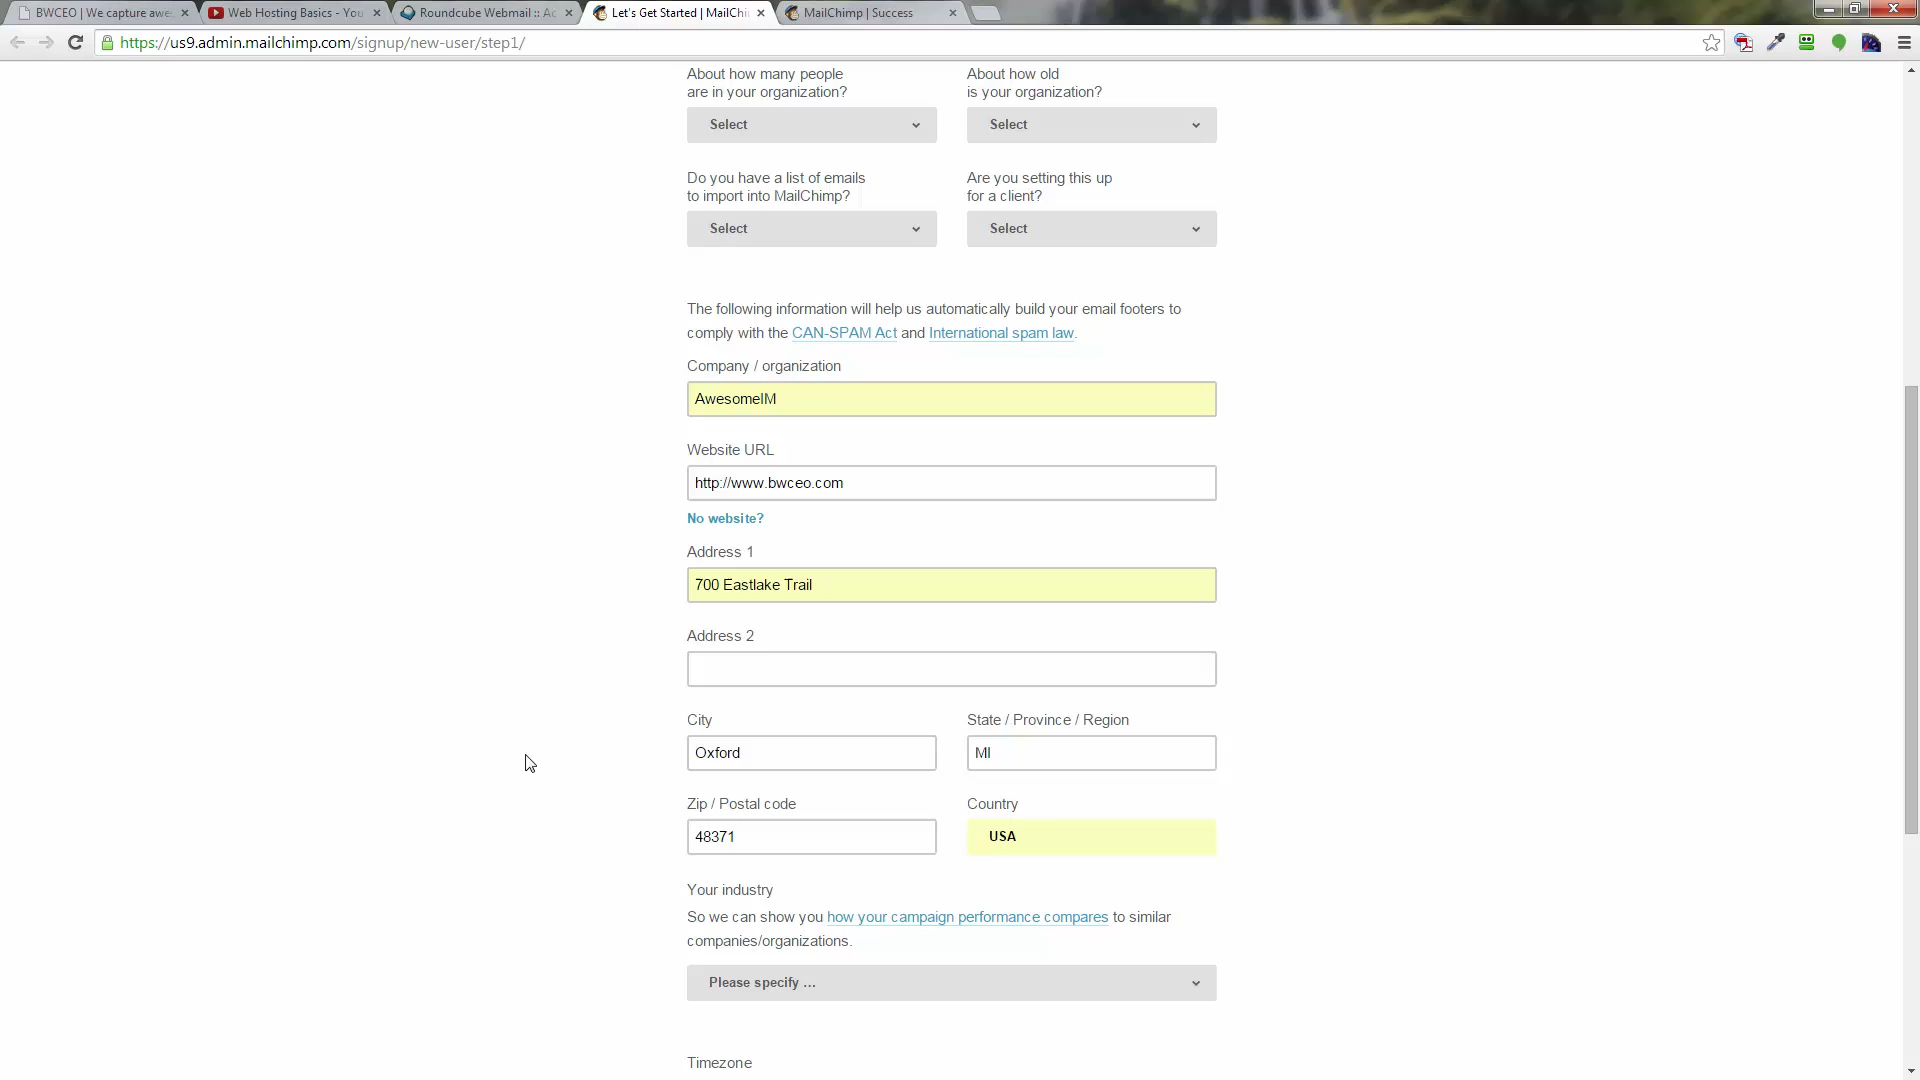 BWCEO | We capture awe
Web Hosting Basics - You
Roundcube Webmail :: Ac
Let's Get Started | MailChi
MailChimp | Success
https://us9.admin.mailchimp.com/signup/new-user/step1/
About how many people
are in your organization?
About how old
is your organization?
Select
Select
Do you have a list of emails
to import into MailChimp?
Are you setting this up
for a client?
Select
Select
The following information will help us automatically build your email footers to
comply with the CAN-SPAM Act and International spam law.
Company / organization
AwesomeIM
Website URL
http://www.bwceo.com
No website?
Address 1
700 Eastlake Trail
Address 2
City
State / Province / Region
Oxford
MI
Zip / Postal code
Country
48371
USA
Your industry
So we can show you how your campaign performance compares to similar
companies/organizations.
Please specify ...
Timezone